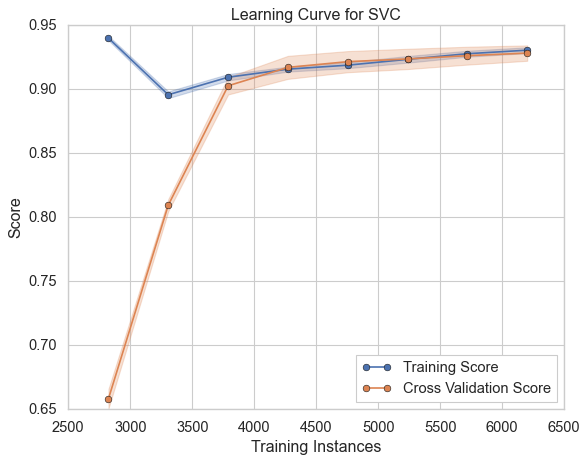 Learning Curve for SVC
0.95
0.90
0.85
0.80
0.75
0.70
0.65
Score
2500 3000 3500 4000 4500 5000 5500 6000 6500
Training Instances
Training Score
Cross Validation Score